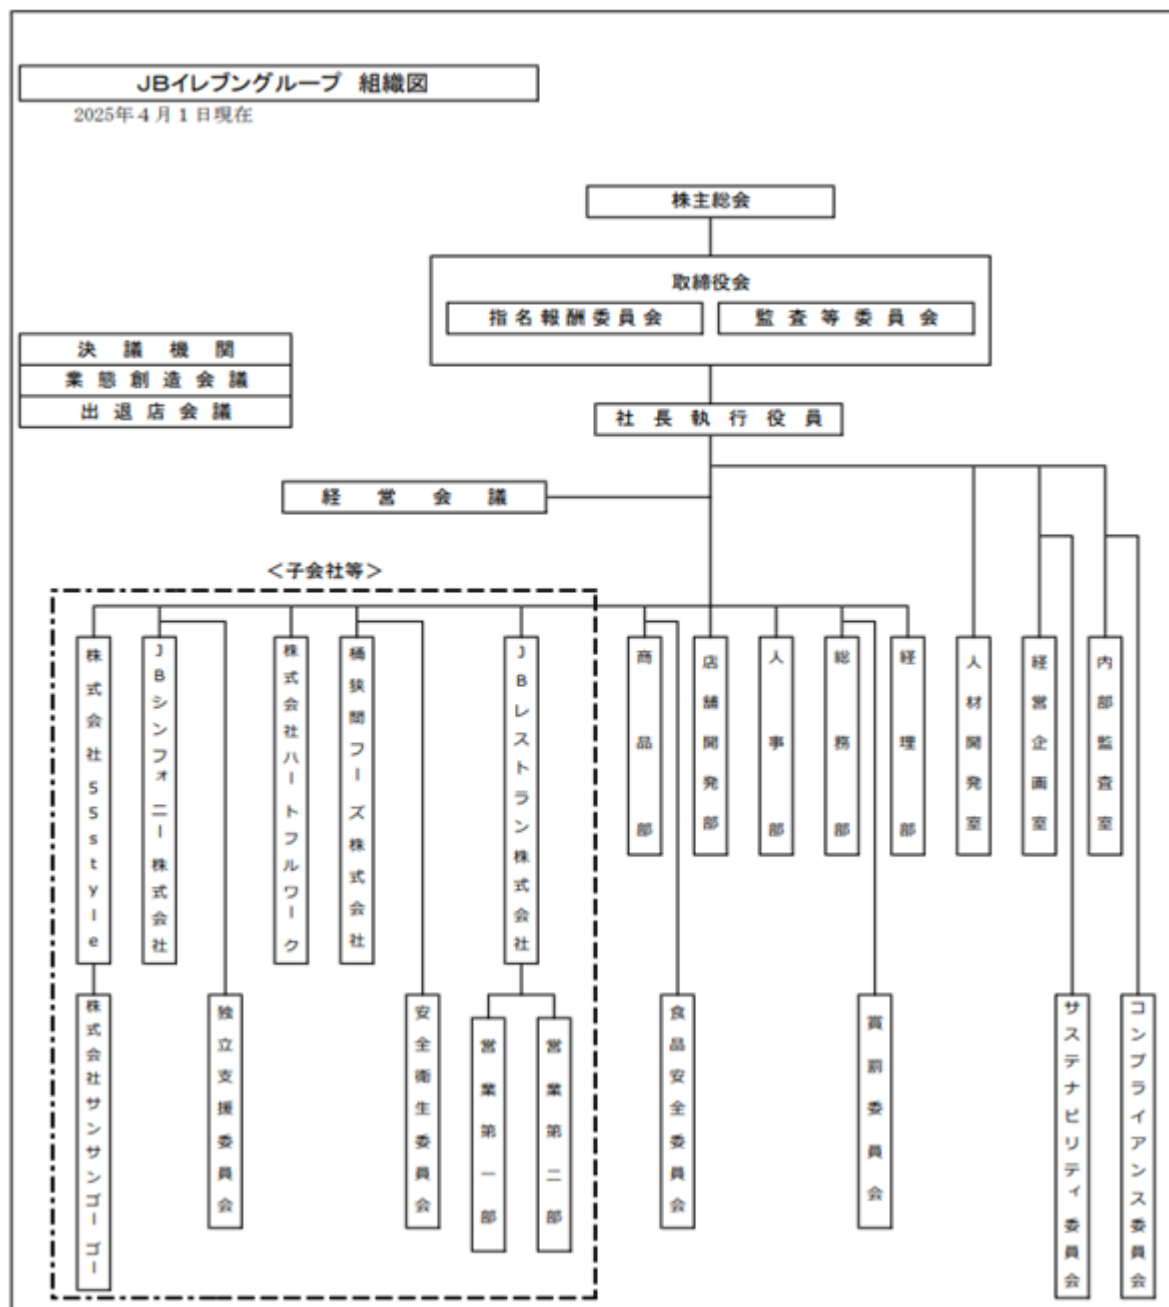 JBイレブングループ 組織図
2025年4月1日現在
株主総会
取締役会
指名報酬委員会
監査等委員会
決議機関
業態創造会議
出退店会議
社長執行役員
経営会議
＜子会社等＞
株式会社55style
JBシンフォニー株式会社
株式会社ハートフルワーク
桶狭間フーズ株式会社
JBレストラン株式会社
商品部
店舗開発部
人事部
総務部
経理部
人材開発室
経営企画室
内部監査室
株式会社サンサンゴーゴー
独立支援委員会
安全衛生委員会
営業第一部
営業第二部
食品安全委員会
賞罰委員会
サステナビリティ委員会
コンプライアンス委員会